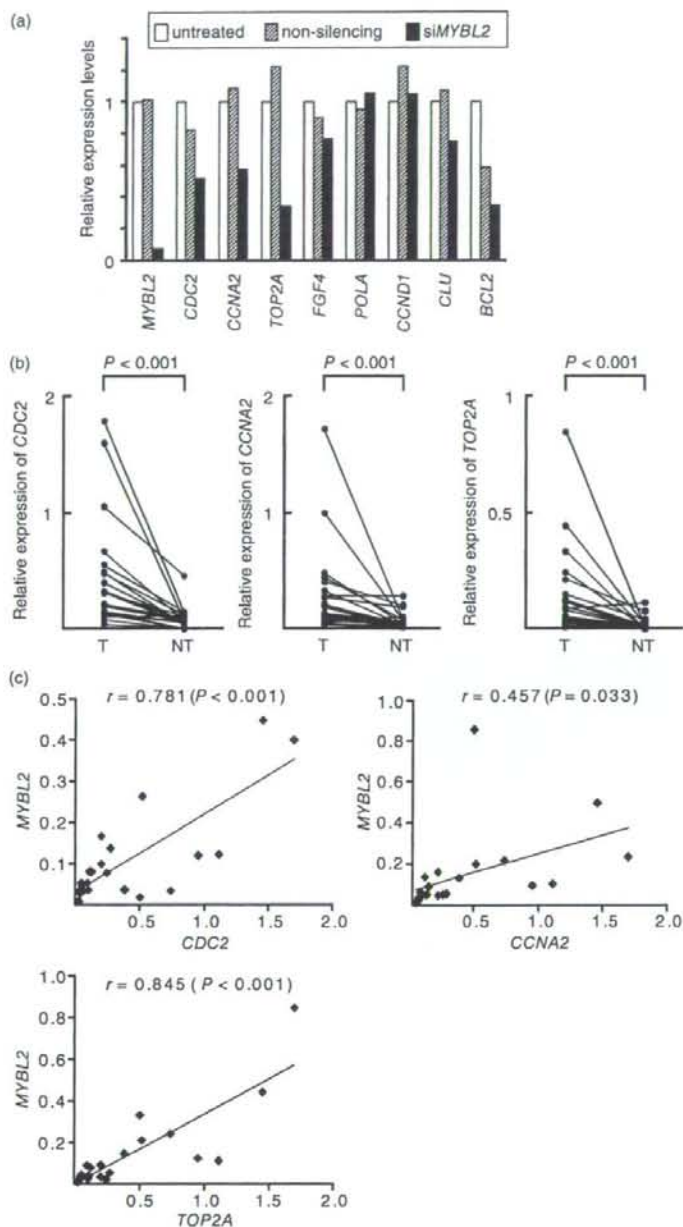 (a)
untreated non-silencing siMYBL2
Relative expression levels
1
0
MYBL2 CDC2 CCNA2 TOP2A FGF4 POLA CCND1 CLU BCL2
(b)
P < 0.001 P < 0.001 P < 0.001
Relative expression of CDC2
2
1
0
T NT
Relative expression of CCNA2
2
1
0
T NT
Relative expression of TOP2A
1
0.5
0
T NT
(c)
r = 0.781 (P < 0.001)
MYBL2
0.5
0.4
0.3
0.2
0.1
0.5 1.0 1.5 2.0
CDC2
r = 0.457 (P = 0.033)
MYBL2
1.0
0.8
0.6
0.4
0.2
0 0.5 1.0 1.5 2.0
CCNA2
r = 0.845 ( P < 0.001)
MYBL2
1.0
0.8
0.6
0.4
0.2
0.5 1.0 1.5 2.0
TOP2A